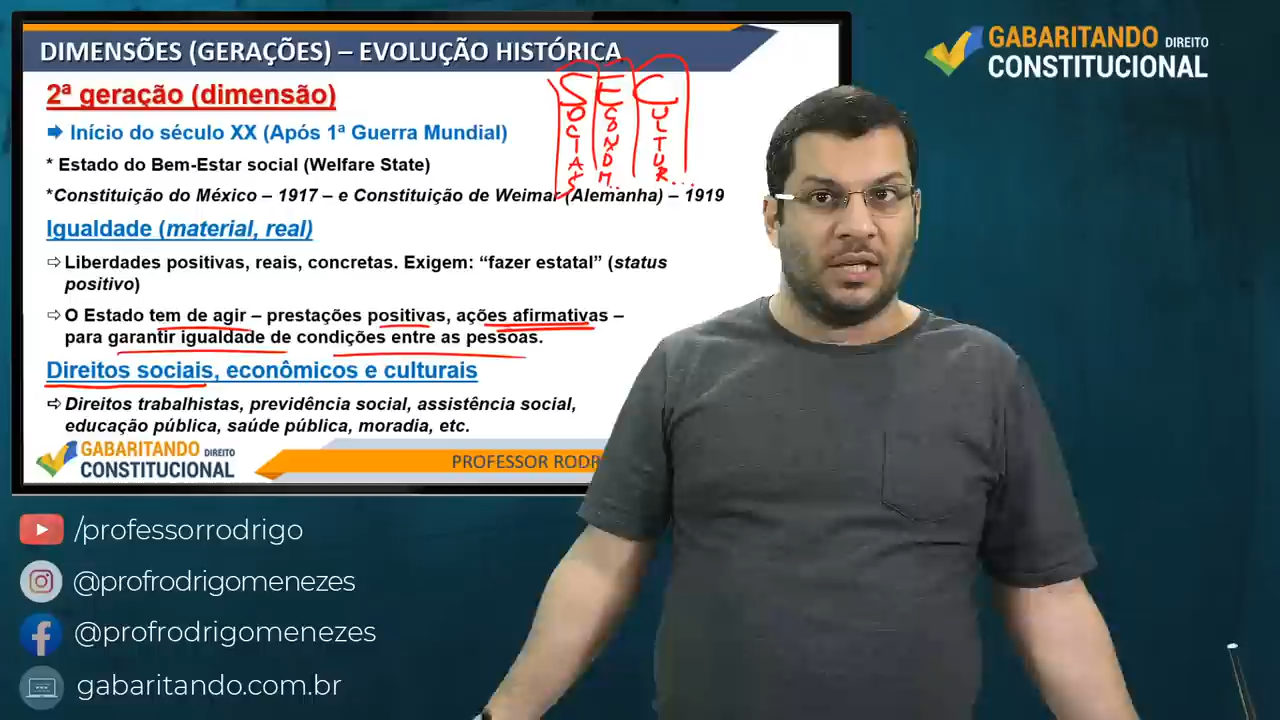 DIMENSÕES (GERAÇÕES) – EVOLUÇÃO HISTÓRICA
2ª geração (dimensão)
Início do século XX (Após 1ª Guerra Mundial)
* Estado do Bem-Estar social (Welfare State)
*Constituição do México – 1917 – e Constituição de Weimar (Alemanha) – 1919
SOCIAIS
ECONÔM...
CULTUR...
Igualdade (material, real)
Liberdades positivas, reais, concretas. Exigem: “fazer estatal” (status
positivo)
O Estado tem de agir – prestações positivas, ações afirmativas –
para garantir igualdade de condições entre as pessoas.
Direitos sociais, econômicos e culturais
Direitos trabalhistas, previdência social, assistência social,
educação pública, saúde pública, moradia, etc.
GABARITANDO DIREITO
CONSTITUCIONAL
PROFESSOR RODR
GABARITANDO DIREITO
CONSTITUCIONAL
/professorrodrigo
@profrodrigomenezes
@profrodrigomenezes
gabaritando.com.br